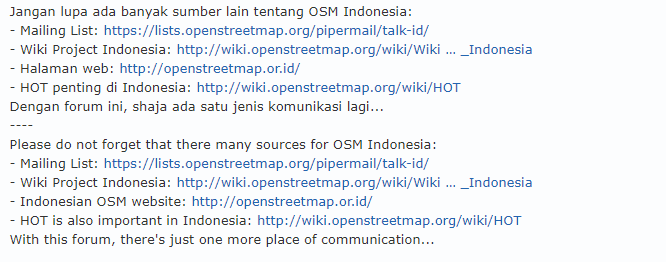 Jangan lupa ada banyak sumber lain tentang OSM Indonesia:
- Mailing List: https://lists.openstreetmap.org/pipermail/talk-id/
- Wiki Project Indonesia: http://wiki.openstreetmap.org/wiki/Wiki ... _Indonesia
- Halaman web: http://openstreetmap.or.id/
- HOT penting di Indonesia: http://wiki.openstreetmap.org/wiki/HOT
Dengan forum ini, shaja ada satu jenis komunikasi lagi...
----
Please do not forget that there many sources for OSM Indonesia:
- Mailing List: https://lists.openstreetmap.org/pipermail/talk-id/
- Wiki Project Indonesia: http://wiki.openstreetmap.org/wiki/Wiki ... _Indonesia
- Indonesian OSM website: http://openstreetmap.or.id/
- HOT is also important in Indonesia: http://wiki.openstreetmap.org/wiki/HOT
With this forum, there's just one more place of communication...